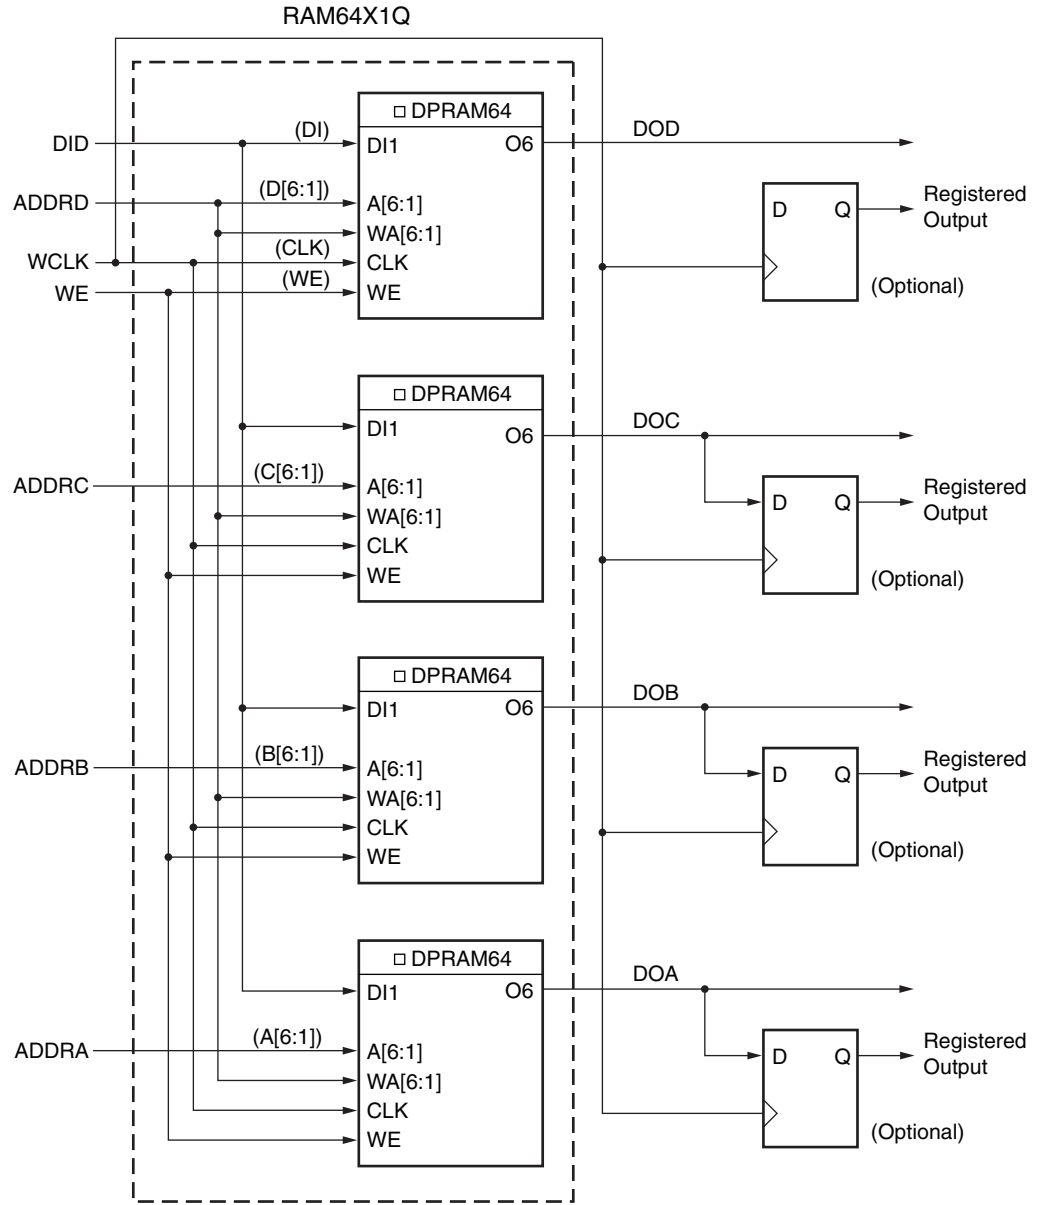 RAM64X1Q
DPRAM64
DID
(DI)
DI1
O6
DOD
ADDRD
(D[6:1])
A[6:1]
WA[6:1]
WCLK
(CLK)
CLK
WE
(WE)
WE
D
Q
Registered
Output
(Optional)
DPRAM64
DI1
O6
DOC
ADDRC
(C[6:1])
A[6:1]
WA[6:1]
CLK
WE
D
Q
Registered
Output
(Optional)
DPRAM64
DI1
O6
DOB
ADDRB
(B[6:1])
A[6:1]
WA[6:1]
CLK
WE
D
Q
Registered
Output
(Optional)
DPRAM64
DI1
O6
DOA
ADDRA
(A[6:1])
A[6:1]
WA[6:1]
CLK
WE
D
Q
Registered
Output
(Optional)